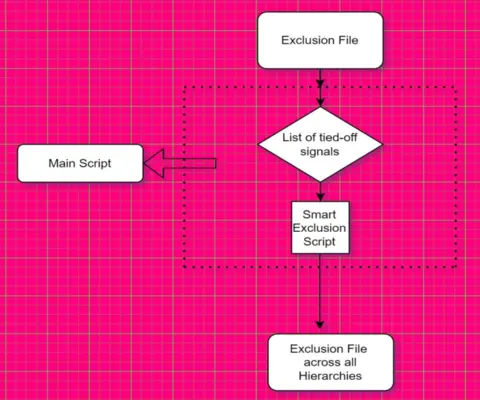 Exclusion File
List of tied-off
signals
Main Script
Smart
Exclusion
Script
Exclusion File
across all
Hierarchies